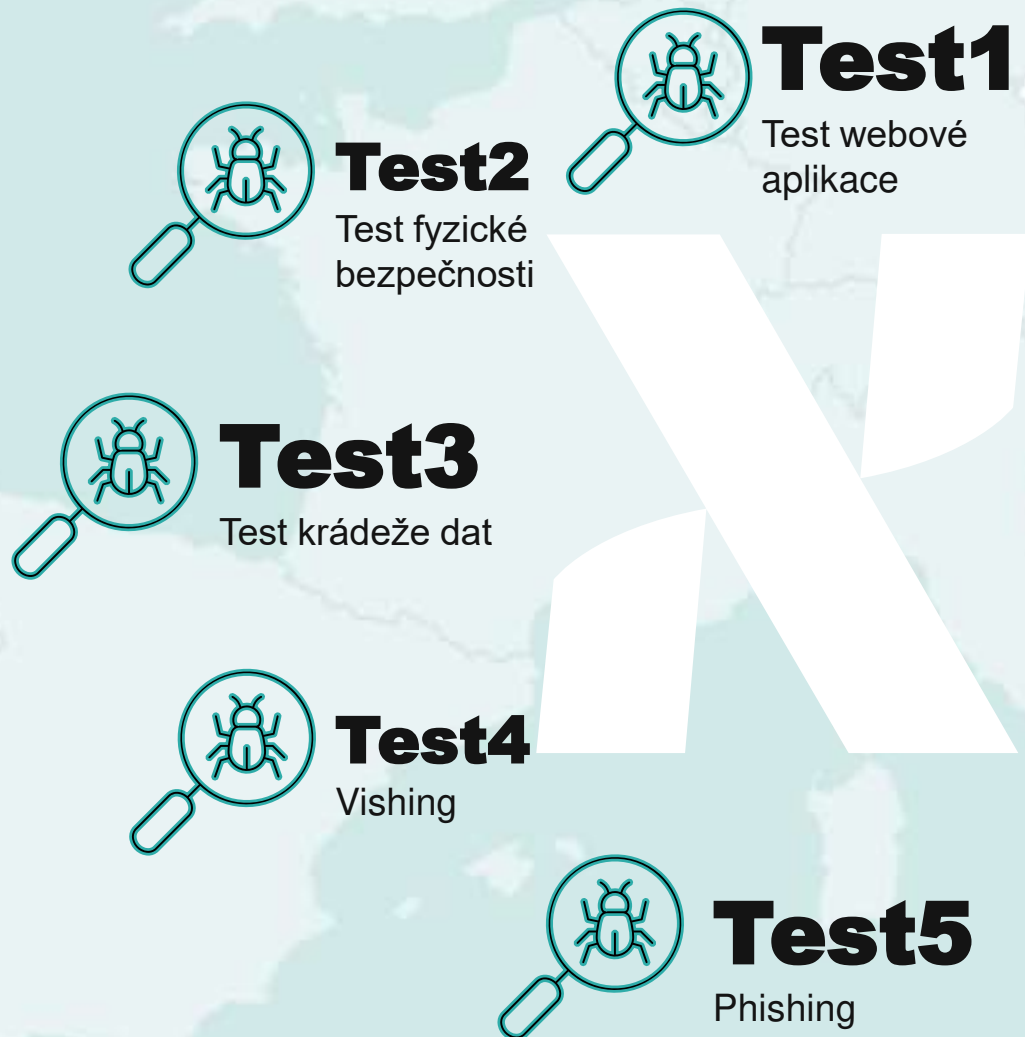 Test1
Test webové
aplikace
Test2
Test fyzické
bezpečnosti
Test3
Test krádeže dat
Test4
Vishing
Test5
Phishing